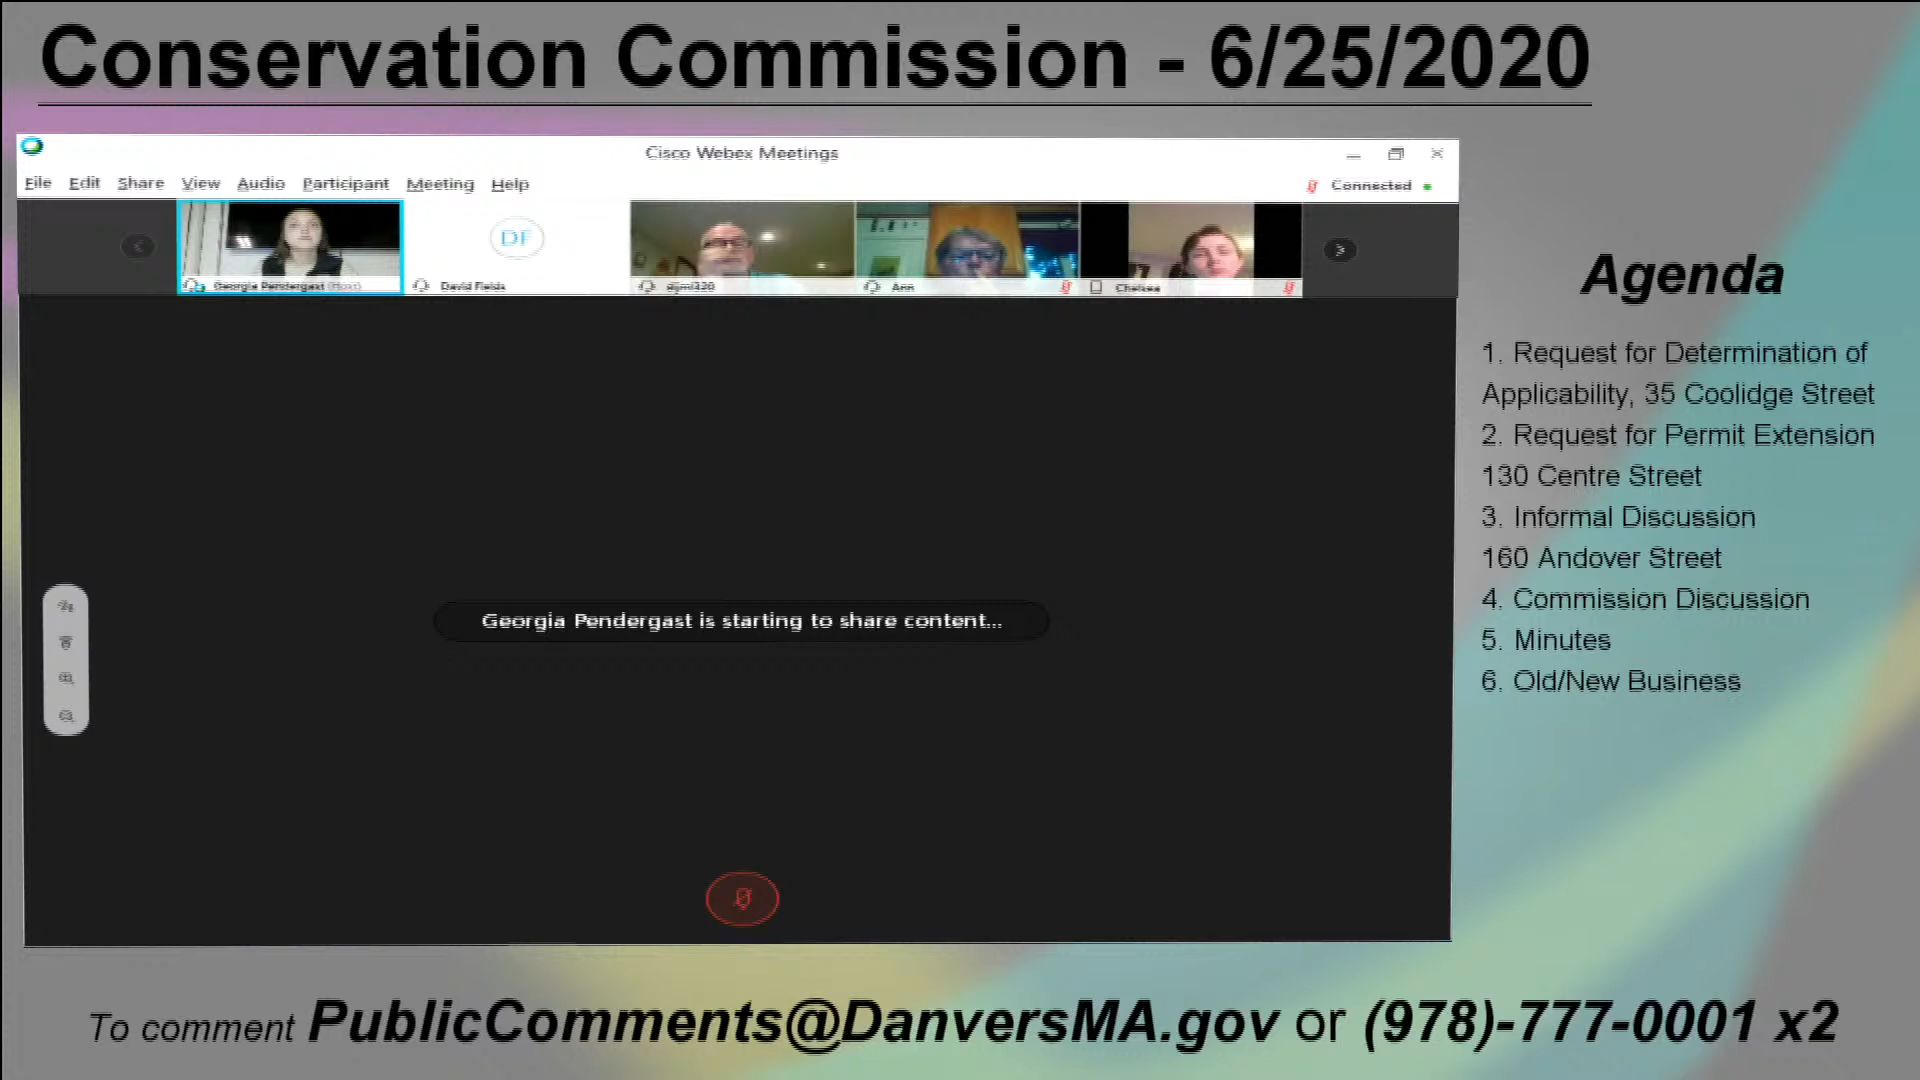 Conservation Commission - 6/25/2020
Cisco Webex Meetings
File Edit Share View Audio Participant Meeting Help
Connected
DF
Georgia Pendergast (Host)
David Fields
Ann
Chelsea
Georgia Pendergast is starting to share content...
Agenda
1. Request for Determination of
Applicability, 35 Coolidge Street
2. Request for Permit Extension
130 Centre Street
3. Informal Discussion
160 Andover Street
4. Commission Discussion
5. Minutes
6. Old/New Business
To comment PublicComments@DanversMA.gov or (978)-777-0001 x2